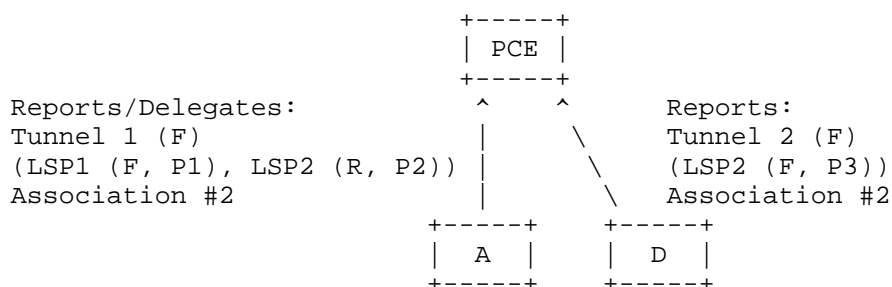 PCE
Reports/Delegates: Reports:
Tunnel 1 (F) Tunnel 2 (F)
(LSP1 (F, P1), LSP2 (R, P2)) (LSP2 (F, P3))
Association #2 Association #2
A D